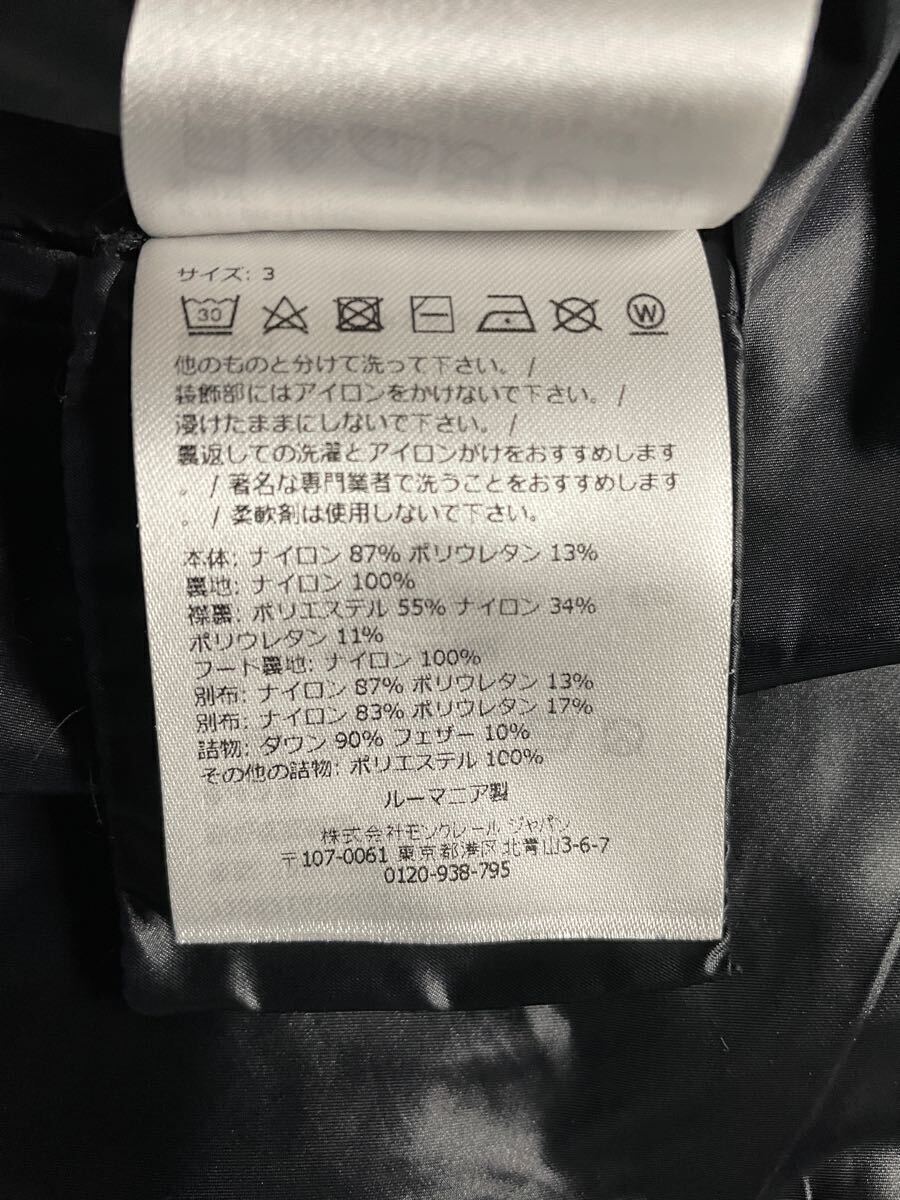 サイズ: 3
30
W
他のものと分けて洗って下さい。/
装飾部にはアイロンをかけないで下さい。/
浸けたままにしないで下さい。/
裏返しての洗濯とアイロンがけをおすすめします
。/ 著名な専門業者で洗うことをおすすめします
。/ 柔軟剤は使用しないで下さい。
本体: ナイロン 87% ポリウレタン 13%
裏地: ナイロン 100%
襟裏: ポリエステル 55% ナイロン 34%
ポリウレタン 11%
フード裏地: ナイロン 100%
別布: ナイロン 87% ポリウレタン 13%
別布: ナイロン 83% ポリウレタン 17%
詰物: ダウン 90% フェザー 10%
その他の詰物: ポリエステル 100%
ルーマニア製
株式会社モンクレール ジャパン
〒107-0061 東京都港区北青山3-6-7
0120-938-795